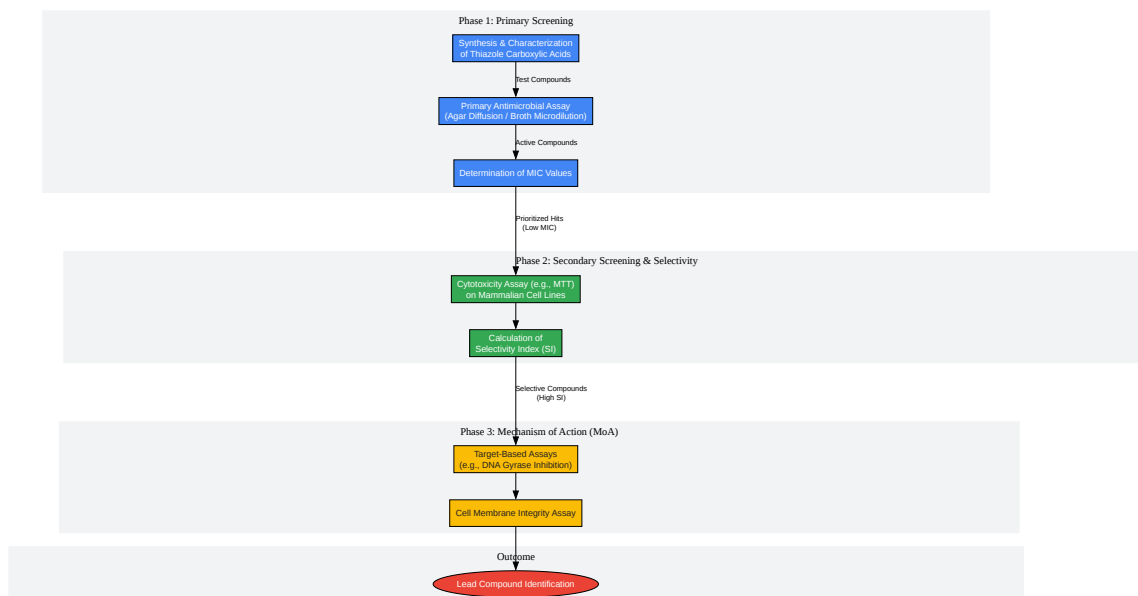 Phase 1: Primary Screening
Synthesis & Characterization
of Thiazole Carboxylic Acids
Test Compounds
Primary Antimicrobial Assay
(Agar Diffusion / Broth Microdilution)
Active Compounds
Determination of MIC Values
Prioritized Hits
(Low MIC)
Phase 2: Secondary Screening & Selectivity
Cytotoxicity Assay (e.g., MTT)
on Mammalian Cell Lines
Calculation of
Selectivity Index (SI)
Selective Compounds
(High SI)
Phase 3: Mechanism of Action (MoA)
Target-Based Assays
(e.g., DNA Gyrase Inhibition)
Cell Membrane Integrity Assay
Outcome
Lead Compound Identification